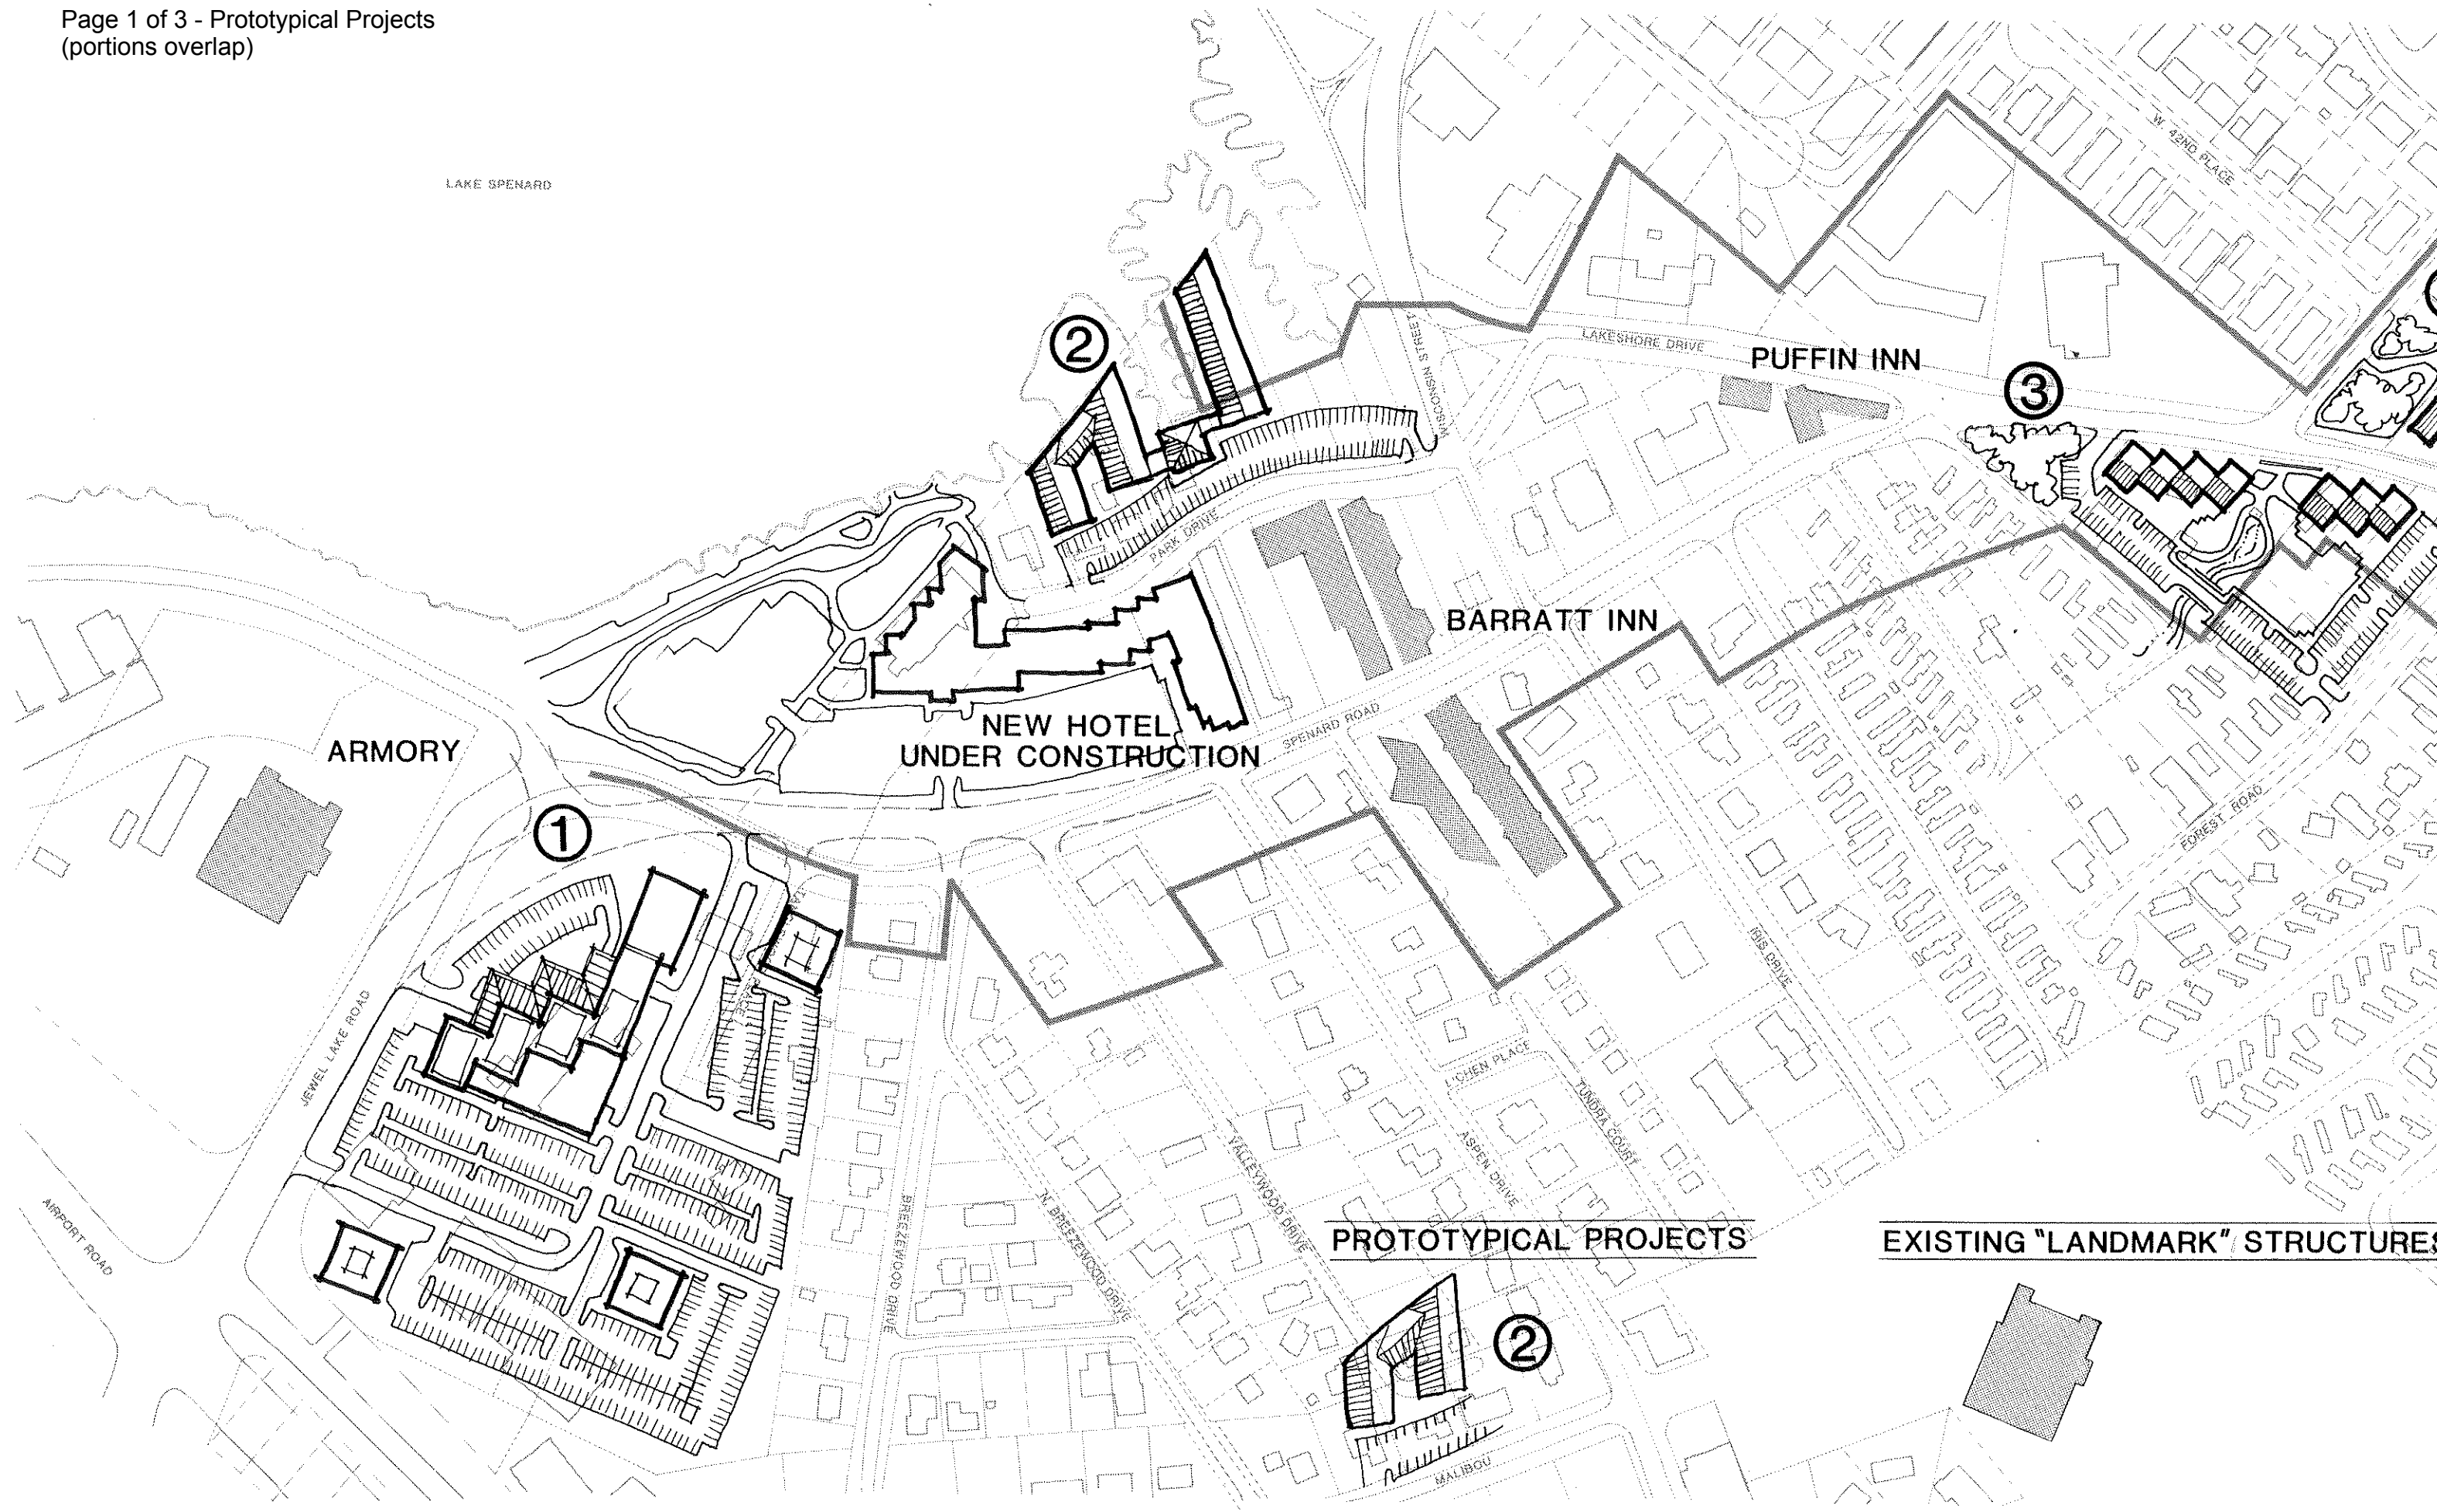 Page 1 of 3 - Prototypical Projects
(portions overlap)
LAKE SPENARD
W. 42ND PLACE
2
WISCONSIN STREET
LAKESHORE DRIVE
PUFFIN INN
3
PARK DRIVE
BARRATT INN
NEW HOTEL
UNDER CONSTRUCTION
SPENARD ROAD
ARMORY
1
FOREST ROAD
IRIS DRIVE
JEWEL LAKE ROAD
L'CHEN PLACE
TUNDRA COURT
ASPEN DRIVE
VALLEYWOOD DRIVE
N. BREEZEWOOD DRIVE
BREEZEWOOD DRIVE
AIRPORT ROAD
PROTOTYPICAL PROJECTS
EXISTING "LANDMARK" STRUCTURES
2
MALIBOU